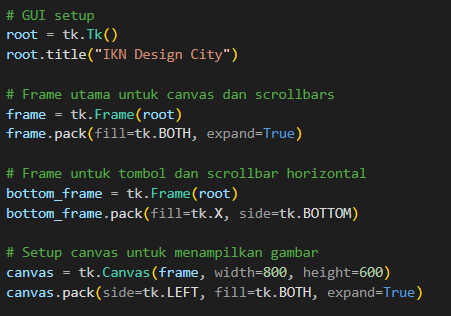 # GUI setup
root = tk.Tk()
root.title("IKN Design City")
# Frame utama untuk canvas dan scrollbars
frame = tk.Frame(root)
frame.pack(fill=tk.BOTH, expand=True)
# Frame untuk tombol dan scrollbar horizontal
bottom_frame = tk.Frame(root)
bottom_frame.pack(fill=tk.X, side=tk.BOTTOM)
# Setup canvas untuk menampilkan gambar
canvas = tk.Canvas(frame, width=800, height=600)
canvas.pack(side=tk.LEFT, fill=tk.BOTH, expand=True)